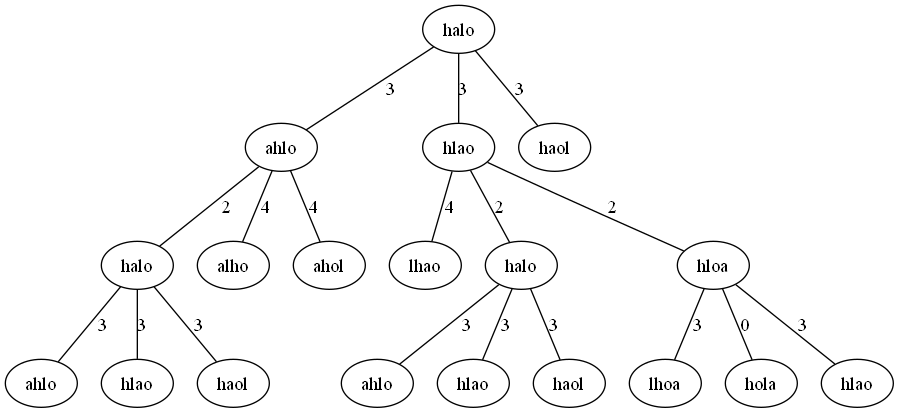 halo
3 3 3
ahlo hlao haol
2 4 4 4 2 2
halo alho ahol lhao halo hloa
3 3 3 3 3 3 3 0 3
ahlo hlao haol ahlo hlao haol lhoa hola hlao